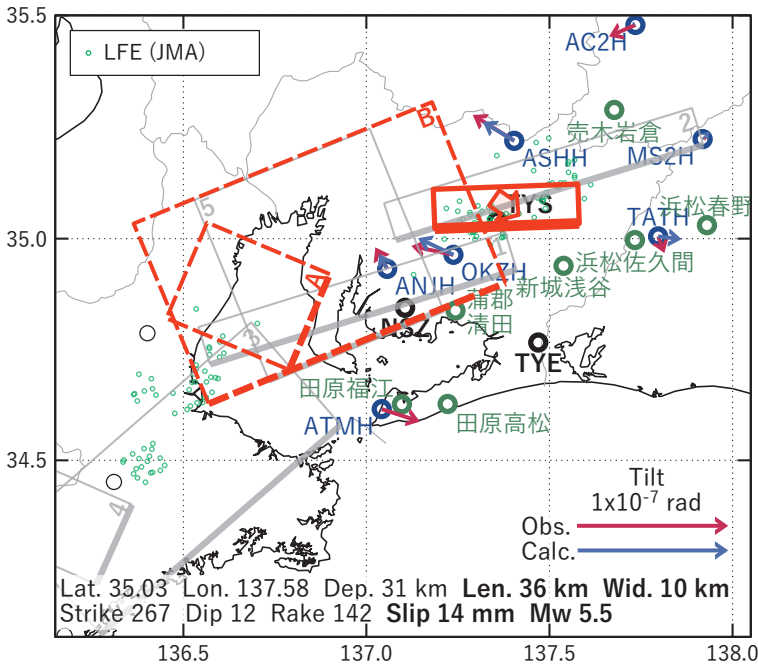 35.5
35.0
34.5
136.5
137.0
137.5
138.0
LFE (JMA)
AC2H
売木岩倉
ASHH
MS2H
2
B
TYS
浜松春野
TATH
浜松佐久間
5
1
OKZH
ANJH
新城浅谷
A
蒲郡
清田
NSZ
3
TYE
田原福江
ATMH
田原高松
4
Tilt
1x10-7 rad
Obs.
Calc.
Lat. 35.03 Lon. 137.58 Dep. 31 km Len. 36 km Wid. 10 km
Strike 267 Dip 12 Rake 142 Slip 14 mm Mw 5.5